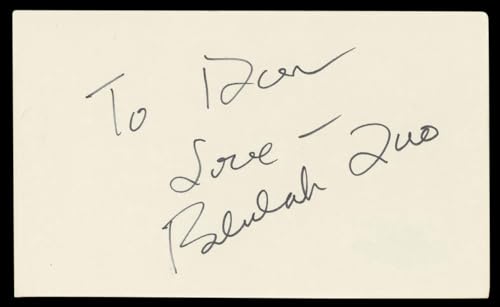 To Dan
Love –
Beulah Quo